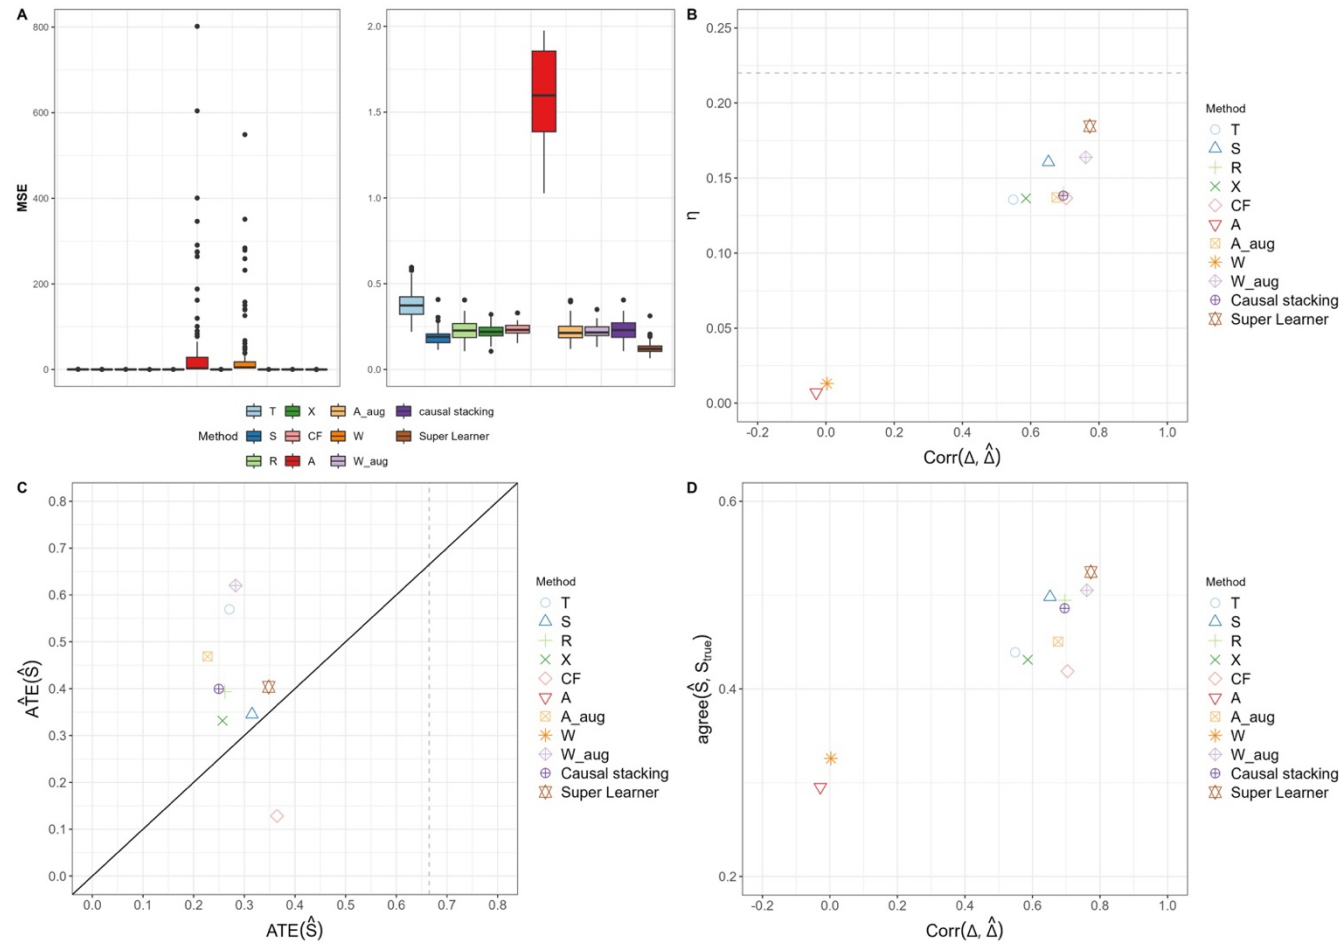 A
MSE
800
600
400
200
0
2.0
1.5
1.0
0.5
0.0
Method
T
X
A_aug
causal stacking
S
CF
W
Super Learner
R
A
W_aug
B
η
0.25
0.20
0.15
0.10
0.05
0.00
-0.2 0.0 0.2 0.4 0.6 0.8 1.0
Corr(Δ, Δ̂)
Method
T
S
R
X
CF
A
A_aug
W
W_aug
Causal stacking
Super Learner
C
ATÊ(Ŝ)
0.8
0.7
0.6
0.5
0.4
0.3
0.2
0.1
0.0
0.0 0.1 0.2 0.3 0.4 0.5 0.6 0.7 0.8
ATE(Ŝ)
Method
T
S
R
X
CF
A
A_aug
W
W_aug
Causal stacking
Super Learner
D
agree(Ŝ, Strue)
0.6
0.4
0.2
-0.2 0.0 0.2 0.4 0.6 0.8 1.0
Corr(Δ, Δ̂)
Method
T
S
R
X
CF
A
A_aug
W
W_aug
Causal stacking
Super Learner